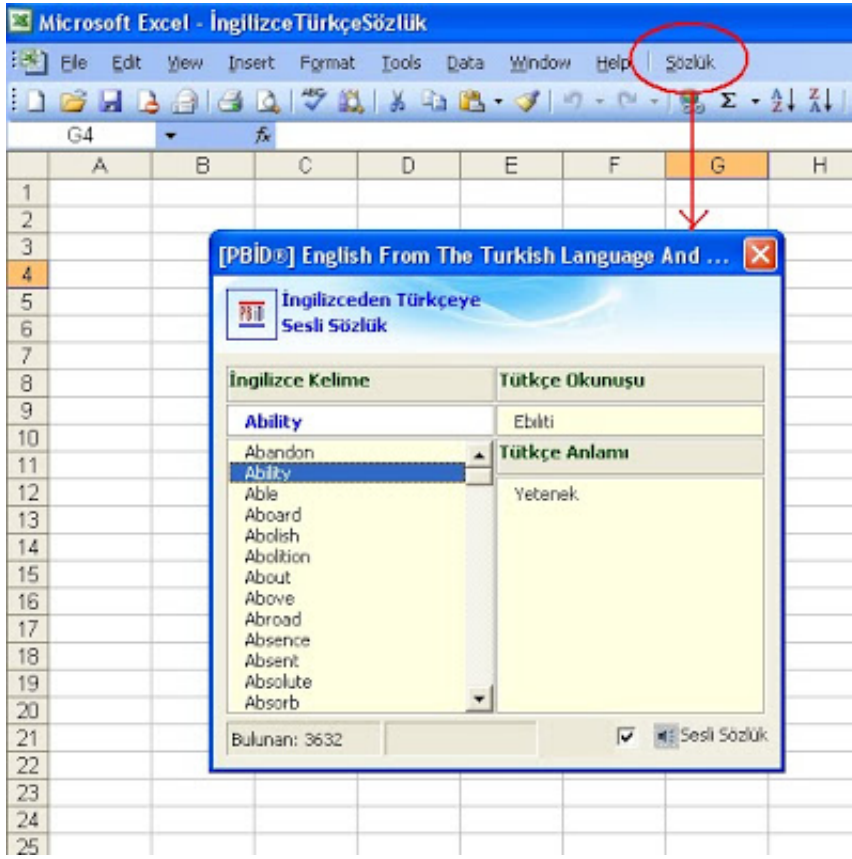 Microsoft Excel - İngilizceTürkçeSözlük
File Edit View Insert Format Tools Data Window Help Sözlük
G4 fx
A B C D E F G H
1
2
3
4
5
6
7
8
9
10
11
12
13
14
15
16
17
18
19
20
21
22
23
24
25
[PBİD®] English From The Turkish Language And ...
PBİD
İngilizceden Türkçeye
Sesli Sözlük
İngilizce Kelime Tütkçe Okunuşu
Ability Ebiliti
Abandon
Ability
Able
Aboard
Abolish
Abolition
About
Above
Abroad
Absence
Absent
Absolute
Absorb
Tütkçe Anlamı
Yetenek
Bulunan: 3632 Sesli Sözlük